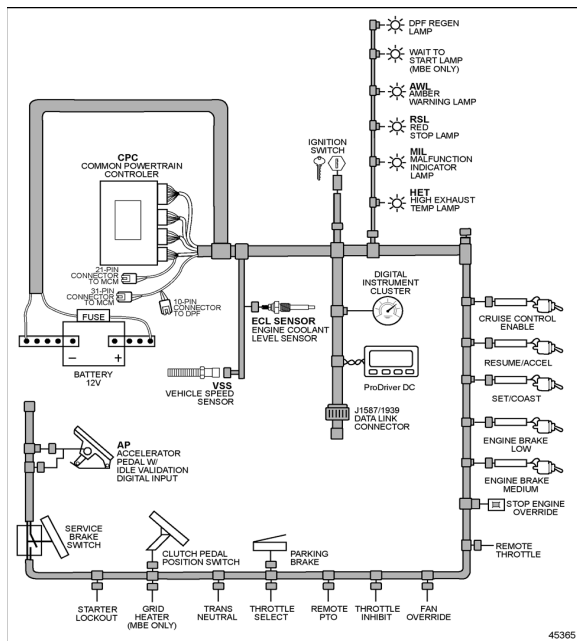 DPF REGEN
LAMP
WAIT TO
START LAMP
(MBE ONLY)
AWL
AMBER
WARNING LAMP
RSL
RED
STOP LAMP
MIL
MALFUNCTION
INDICATOR
LAMP
HET
HIGH EXHAUST
TEMP LAMP
IGNITION
SWITCH
CPC
COMMON POWERTRAIN
CONTROLER
21-PIN
CONNECTOR
TO MCM
31-PIN
CONNECTOR
TO MCM
10-PIN
CONNECTOR
TO DPF
FUSE
BATTERY
12V
ECL SENSOR
ENGINE COOLANT
LEVEL SENSOR
VSS
VEHICLE SPEED
SENSOR
DIGITAL
INSTRUMENT
CLUSTER
ProDriver DC
J1587/1939
DATA LINK
CONNECTOR
CRUISE CONTROL
ENABLE
RESUME/ACCEL
SET/COAST
ENGINE BRAKE
LOW
ENGINE BRAKE
MEDIUM
STOP ENGINE
OVERRIDE
REMOTE
THROTTLE
AP
ACCELERATOR
PEDAL W/
IDLE VALIDATION
DIGITAL INPUT
SERVICE
BRAKE
SWITCH
CLUTCH PEDAL
POSITION SWITCH
PARKING
BRAKE
STARTER
LOCKOUT
GRID
HEATER
(MBE ONLY)
TRANS
NEUTRAL
THROTTLE
SELECT
REMOTE
PTO
THROTTLE
INHIBIT
FAN
OVERRIDE
45365